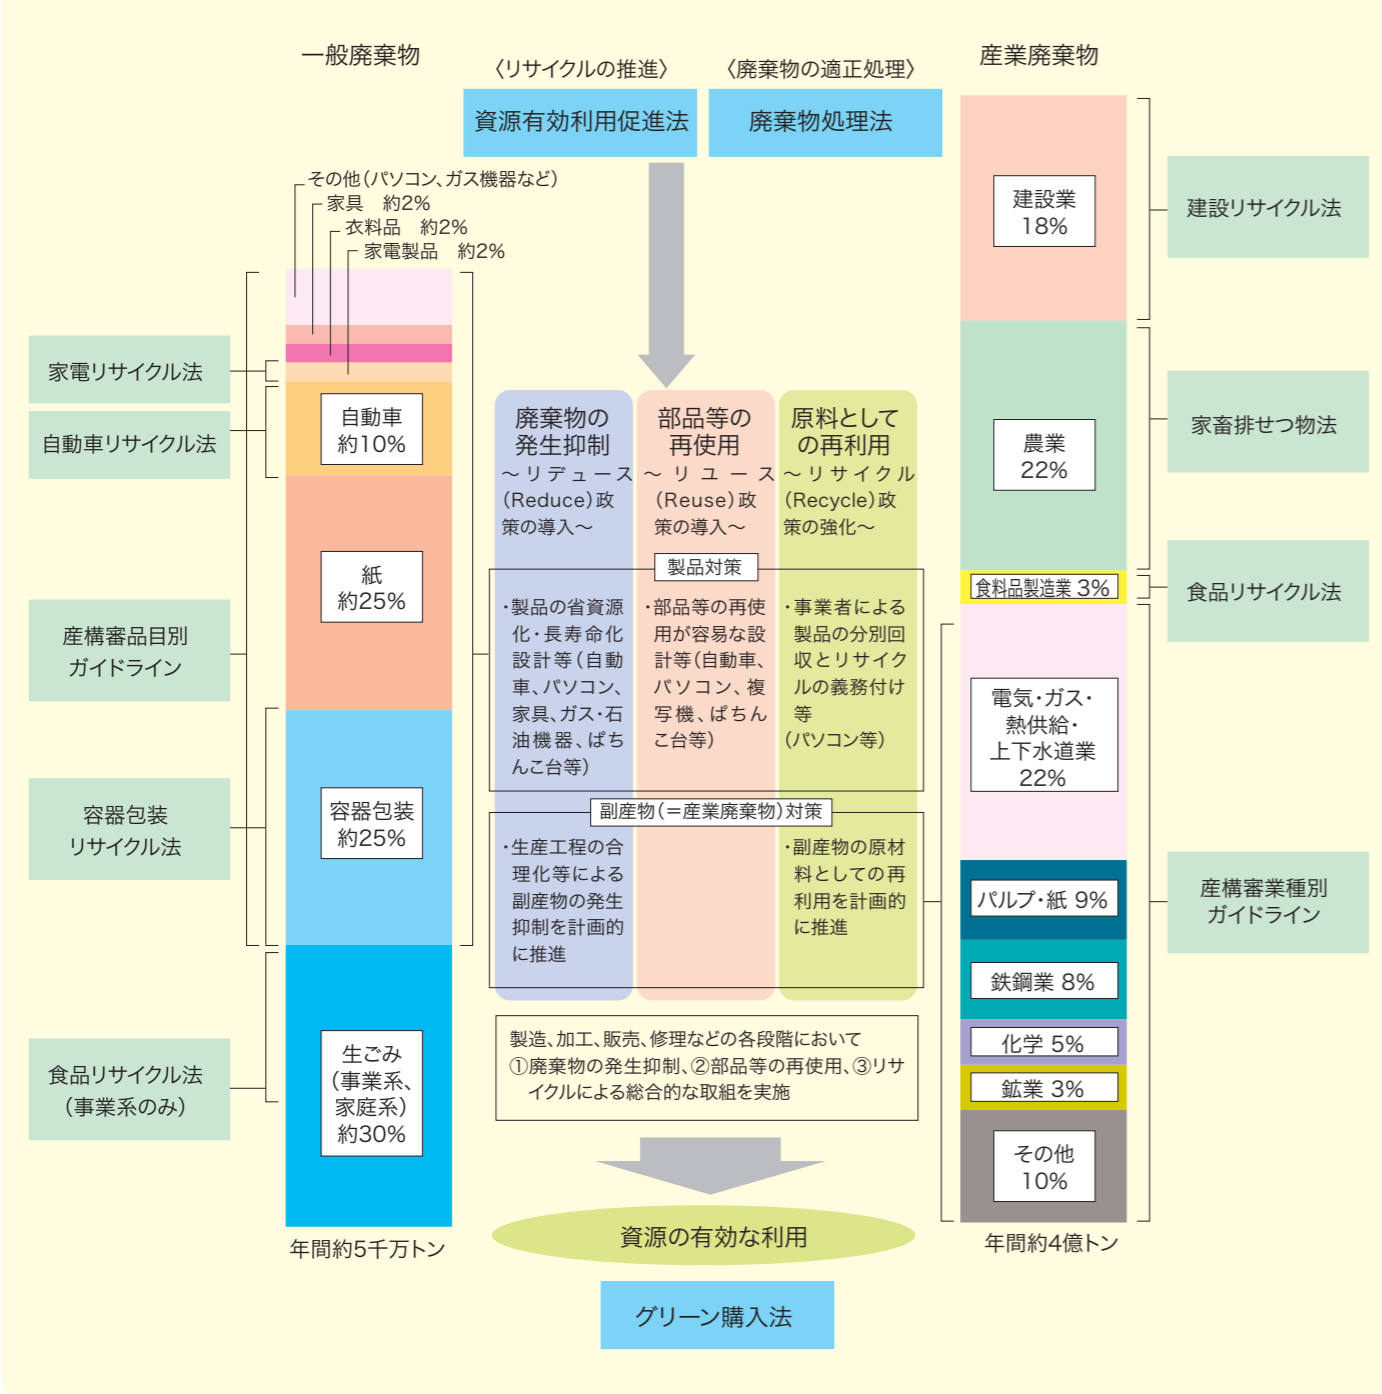 一般廃棄物
〈リサイクルの推進〉
〈廃棄物の適正処理〉
産業廃棄物
資源有効利用促進法
廃棄物処理法
その他（パソコン、ガス機器など）
家具　約2%
衣料品　約2%
家電製品　約2%
自動車
約10%
紙
約25%
容器包装
約25%
生ごみ
（事業系、
家庭系）
約30%
年間約5千万トン
家電リサイクル法
自動車リサイクル法
産構審品目別
ガイドライン
容器包装
リサイクル法
食品リサイクル法
（事業系のみ）
廃棄物の
発生抑制
～リデュース
（Reduce）政
策の導入～
部品等の
再使用
～リユース
（Reuse）政
策の導入～
原料として
の再利用
～リサイクル
（Recycle）政
策の強化～
製品対策
・製品の省資源
化・長寿命化
設計等（自動
車、パソコン、
家具、ガス・石
油機器、ぱち
んこ台等）
・部品等の再使
用が容易な設
計等（自動車、
パソコン、複
写機、ぱちん
こ台等）
・事業者による
製品の分別回
収とリサイク
ルの義務付け
等
（パソコン等）
副産物（＝産業廃棄物）対策
・生産工程の合
理化等による
副産物の発生
抑制を計画的
に推進
・副産物の原材
料としての再
利用を計画的
に推進
製造、加工、販売、修理などの各段階において
①廃棄物の発生抑制、②部品等の再使用、③リサ
イクルによる総合的な取組を実施
資源の有効な利用
グリーン購入法
建設業
18%
農業
22%
食料品製造業 3%
電気・ガス・
熱供給・
上下水道業
22%
パルプ・紙 9%
鉄鋼業 8%
化学 5%
鉱業 3%
その他
10%
年間約4億トン
建設リサイクル法
家畜排せつ物法
食品リサイクル法
産構審業種別
ガイドライン